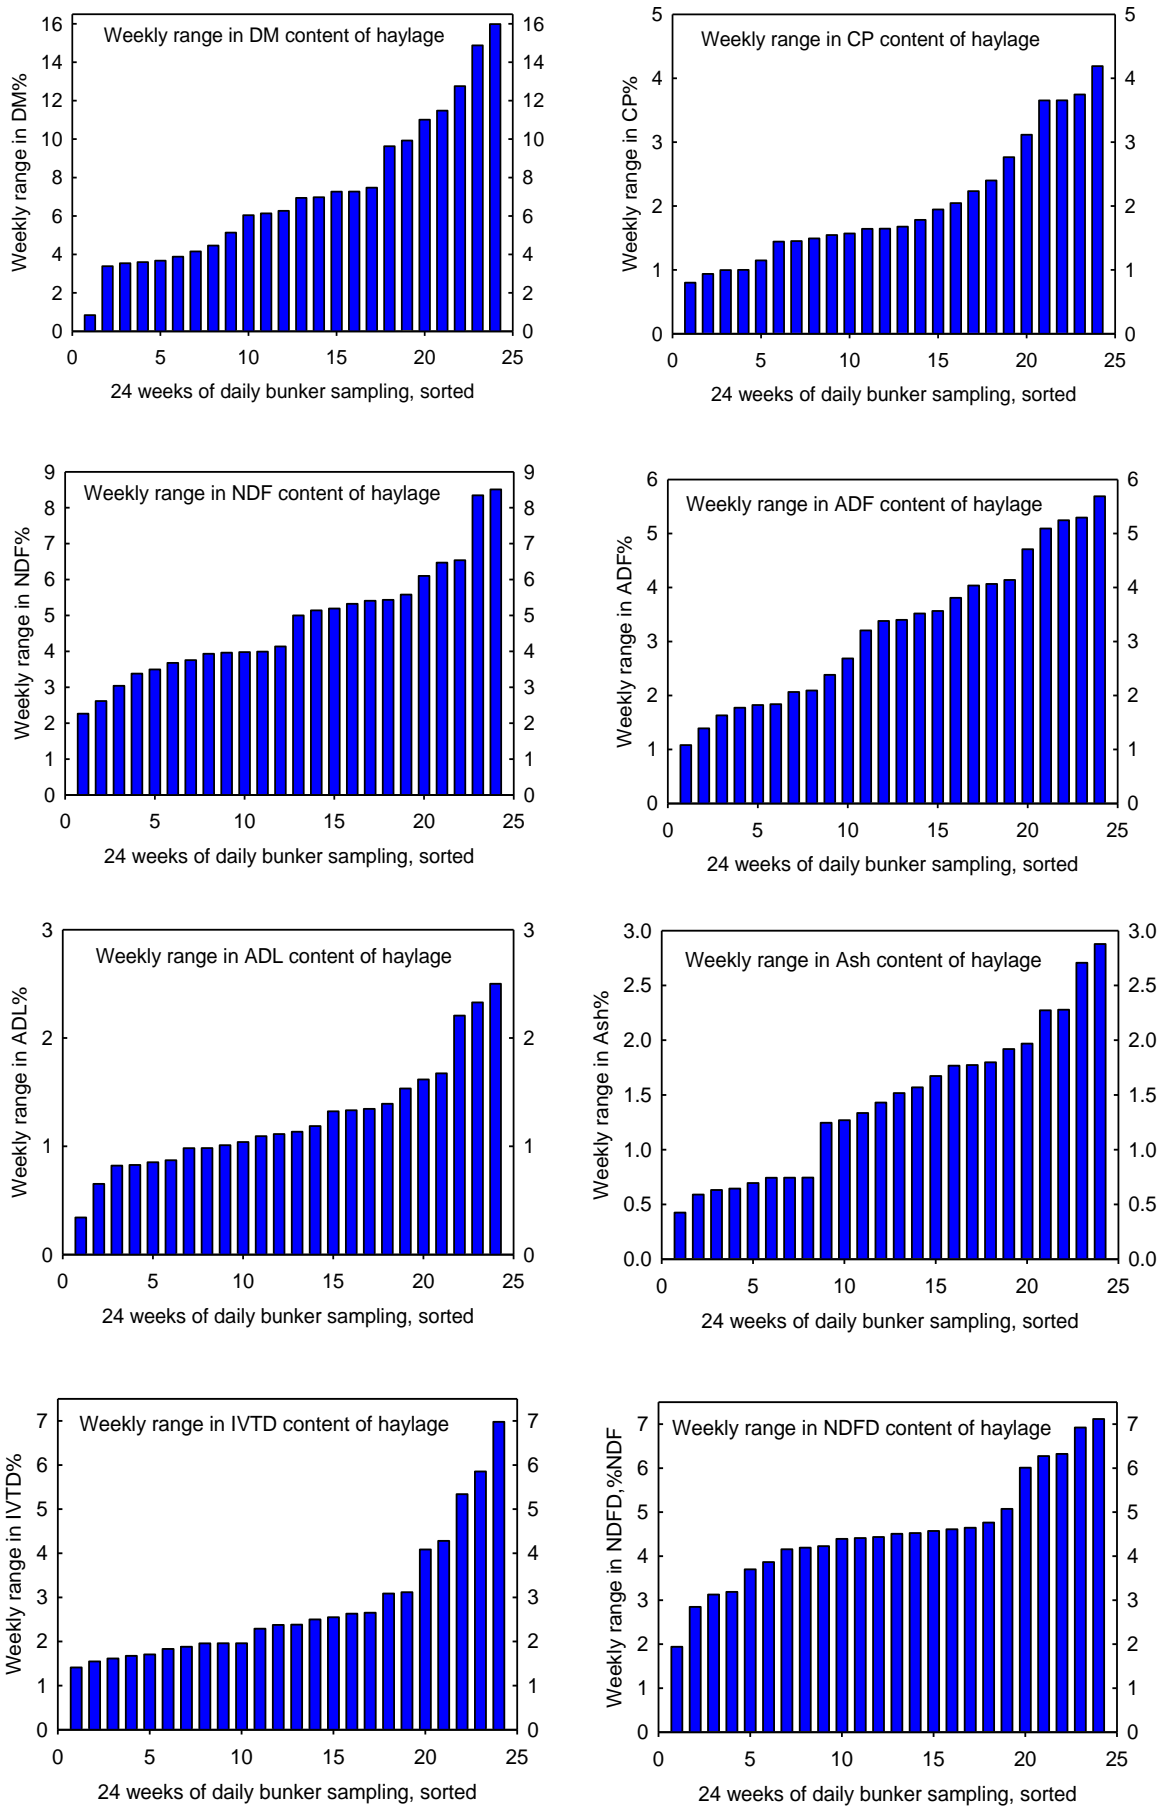 Weekly range in DM content of haylage
Weekly range in DM%
16 14 12 10 8 6 4 2 0
16 14 12 10 8 6 4 2 0
0 5 10 15 20 25
24 weeks of daily bunker sampling, sorted
Weekly range in CP content of haylage
Weekly range in CP%
5 4 3 2 1 0
5 4 3 2 1 0
0 5 10 15 20 25
24 weeks of daily bunker sampling, sorted
Weekly range in NDF content of haylage
Weekly range in NDF%
9 8 7 6 5 4 3 2 1 0
9 8 7 6 5 4 3 2 1 0
0 5 10 15 20 25
24 weeks of daily bunker sampling, sorted
Weekly range in ADF content of haylage
Weekly range in ADF%
6 5 4 3 2 1 0
6 5 4 3 2 1 0
0 5 10 15 20 25
24 weeks of daily bunker sampling, sorted
Weekly range in ADL content of haylage
Weekly range in ADL%
3 2 1 0
3 2 1 0
0 5 10 15 20 25
24 weeks of daily bunker sampling, sorted
Weekly range in Ash content of haylage
Weekly range in Ash%
3.0 2.5 2.0 1.5 1.0 0.5 0.0
3.0 2.5 2.0 1.5 1.0 0.5 0.0
0 5 10 15 20 25
24 weeks of daily bunker sampling, sorted
Weekly range in IVTD content of haylage
Weekly range in IVTD%
7 6 5 4 3 2 1 0
7 6 5 4 3 2 1 0
0 5 10 15 20 25
24 weeks of daily bunker sampling, sorted
Weekly range in NDFD content of haylage
Weekly range in NDFD,%NDF
7 6 5 4 3 2 1 0
7 6 5 4 3 2 1 0
0 5 10 15 20 25
24 weeks of daily bunker sampling, sorted